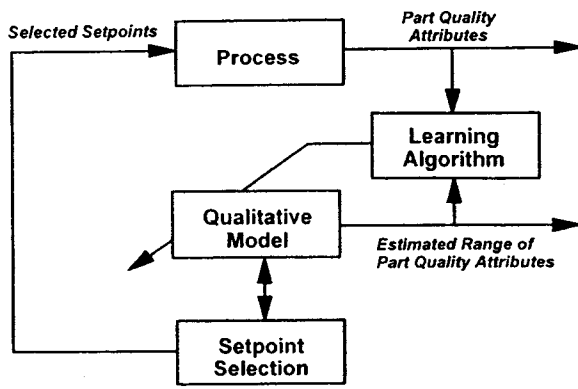 Selected Setpoints
Part Quality
Attributes
Process
Learning
Algorithm
Qualitative
Model
Estimated Range of
Part Quality Attributes
Setpoint
Selection